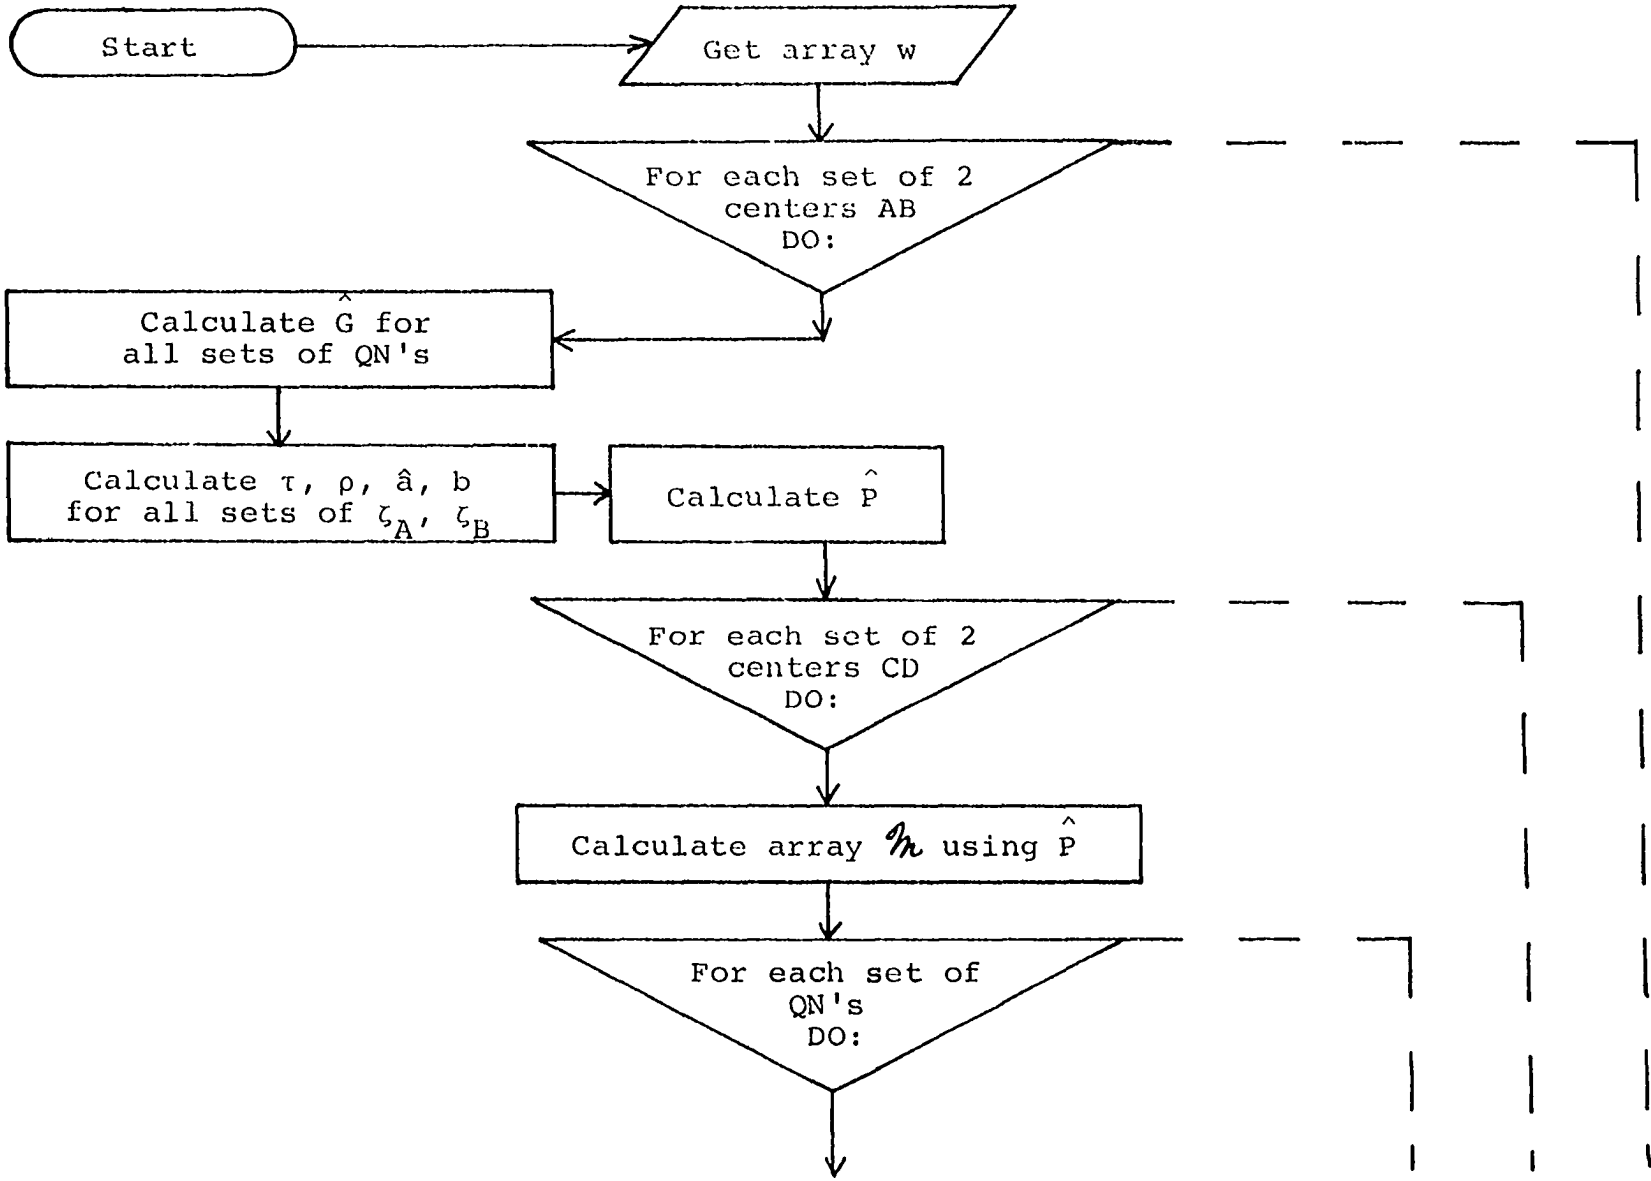 Start
Get array w
For each set of 2
centers AB
DO:
Calculate Ĝ for
all sets of QN's
Calculate τ, ρ, â, b
for all sets of ζA, ζB
Calculate P̂
For each set of 2
centers CD
DO:
Calculate array 𝓂 using P̂
For each set of
QN's
DO: